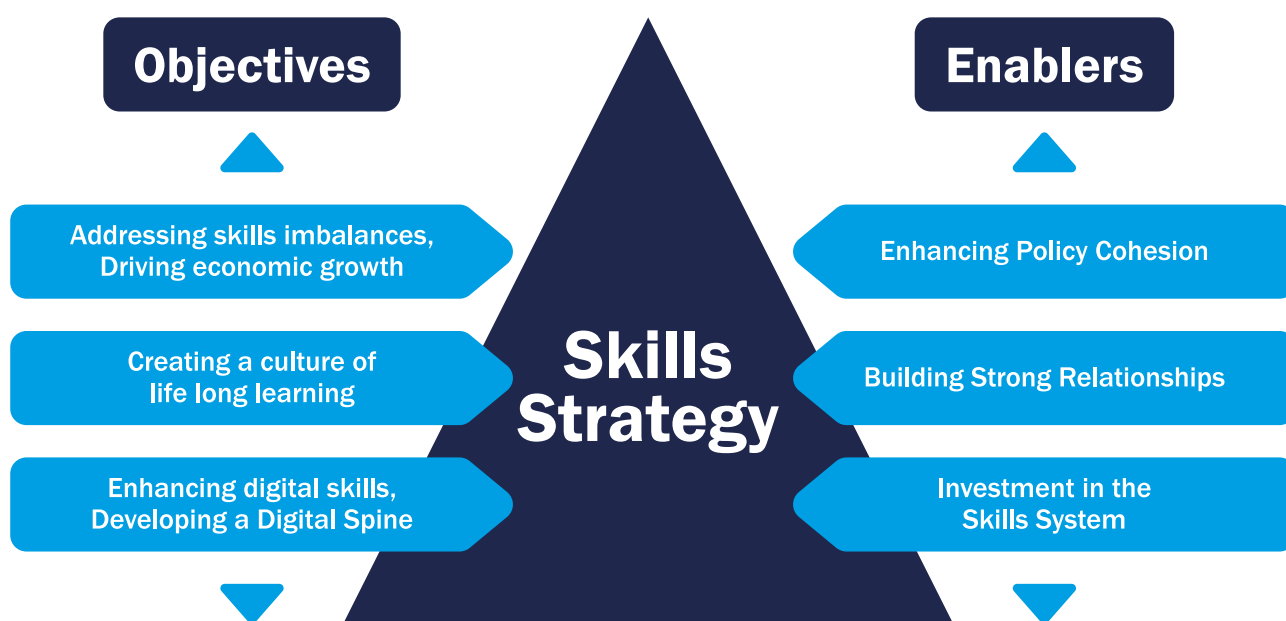 Objectives
Addressing skills imbalances,
Driving economic growth
Creating a culture of
life long learning
Enhancing digital skills,
Developing a Digital Spine
Skills
Strategy
Enablers
Enhancing Policy Cohesion
Building Strong Relationships
Investment in the
Skills System